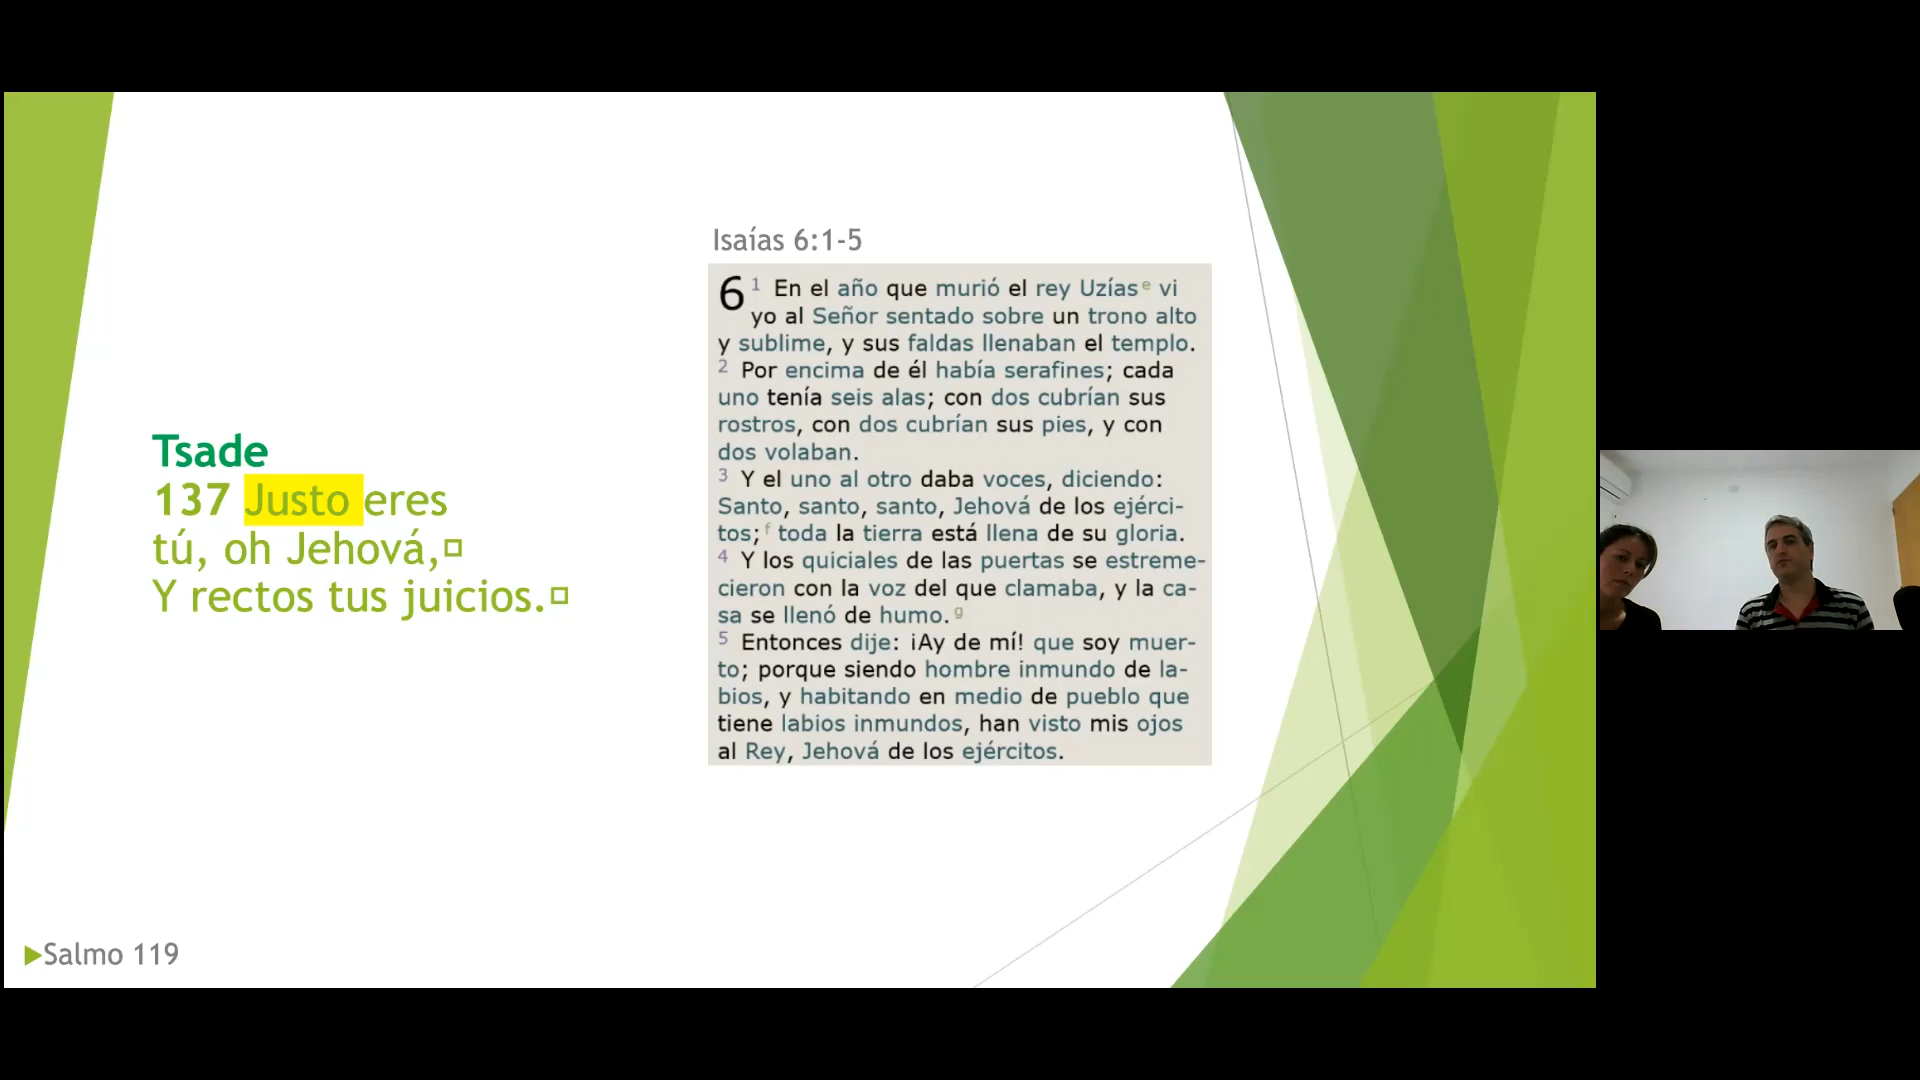 Tsade
137 Justo eres
tú, oh Jehová,
Y rectos tus juicios.
Isaías 6:1-5
6 1 En el año que murió el rey Uzías e vi
yo al Señor sentado sobre un trono alto
y sublime, y sus faldas llenaban el templo.
2 Por encima de él había serafines; cada
uno tenía seis alas; con dos cubrían sus
rostros, con dos cubrían sus pies, y con
dos volaban.
3 Y el uno al otro daba voces, diciendo:
Santo, santo, santo, Jehová de los ejérci-
tos; f toda la tierra está llena de su gloria.
4 Y los quiciales de las puertas se estreme-
cieron con la voz del que clamaba, y la ca-
sa se llenó de humo. g
5 Entonces dije: ¡Ay de mí! que soy muer-
to; porque siendo hombre inmundo de la-
bios, y habitando en medio de pueblo que
tiene labios inmundos, han visto mis ojos
al Rey, Jehová de los ejércitos.
Salmo 119